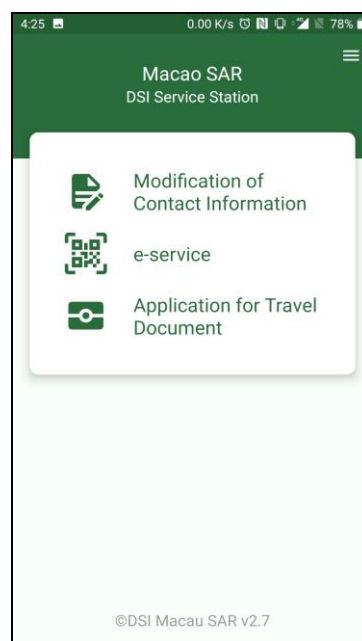 4:25
0.00 K/s
4G
78%
Macao SAR
DSI Service Station
Modification of
Contact Information
e-service
Application for Travel
Document
©DSI Macau SAR v2.7